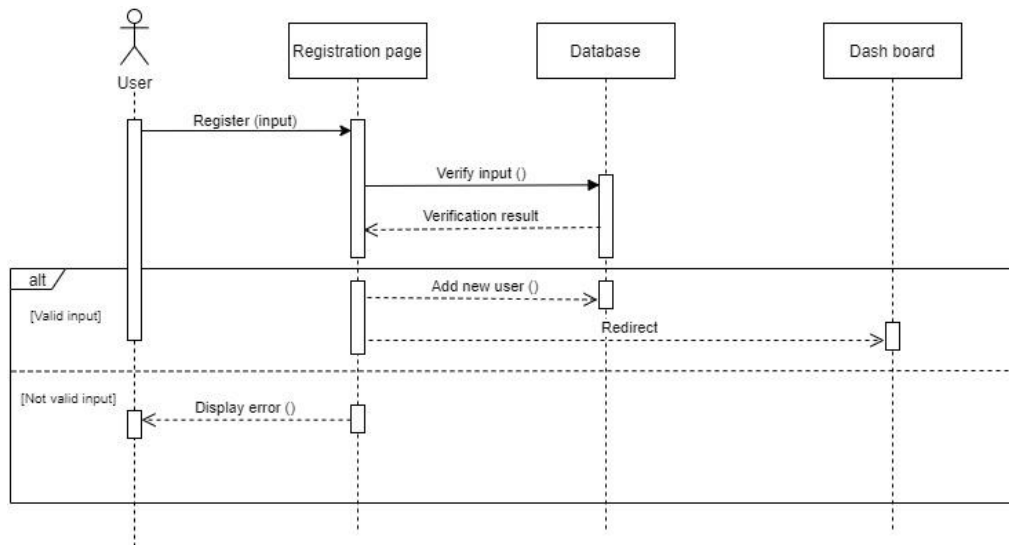 User
Registration page
Database
Dash board
Register (input)
Verify input ()
Verification result
alt
[Valid input]
Add new user ()
Redirect
[Not valid input]
Display error ()